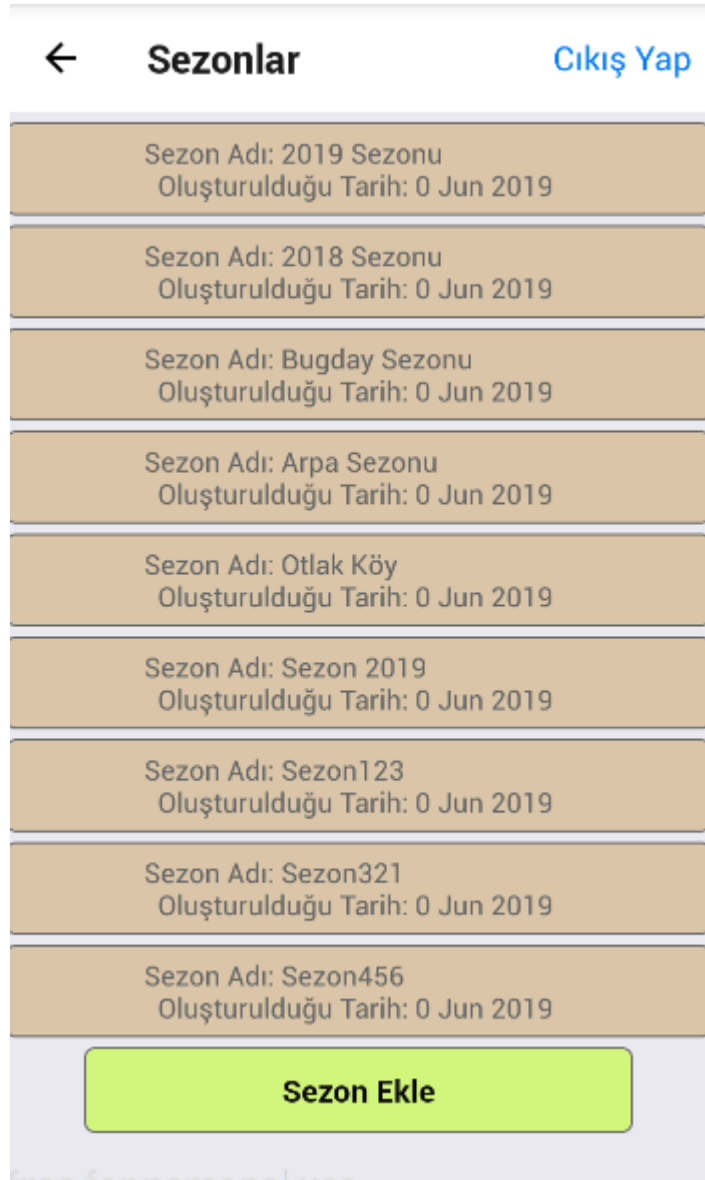 Sezonlar
Cıkış Yap
Sezon Adı: 2019 Sezonu
Oluşturulduğu Tarih: 0 Jun 2019
Sezon Adı: 2018 Sezonu
Oluşturulduğu Tarih: 0 Jun 2019
Sezon Adı: Bugday Sezonu
Oluşturulduğu Tarih: 0 Jun 2019
Sezon Adı: Arpa Sezonu
Oluşturulduğu Tarih: 0 Jun 2019
Sezon Adı: Otlak Köy
Oluşturulduğu Tarih: 0 Jun 2019
Sezon Adı: Sezon 2019
Oluşturulduğu Tarih: 0 Jun 2019
Sezon Adı: Sezon123
Oluşturulduğu Tarih: 0 Jun 2019
Sezon Adı: Sezon321
Oluşturulduğu Tarih: 0 Jun 2019
Sezon Adı: Sezon456
Oluşturulduğu Tarih: 0 Jun 2019
Sezon Ekle